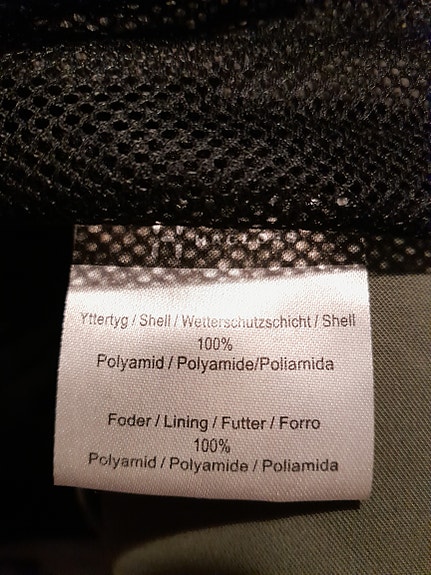 Yttertyg / Shell / Wetterschutzschicht / Shell
100%
Polyamid / Polyamide/Poliamida
Foder / Lining / Futter / Forro
100%
Polyamid / Polyamide / Poliamida